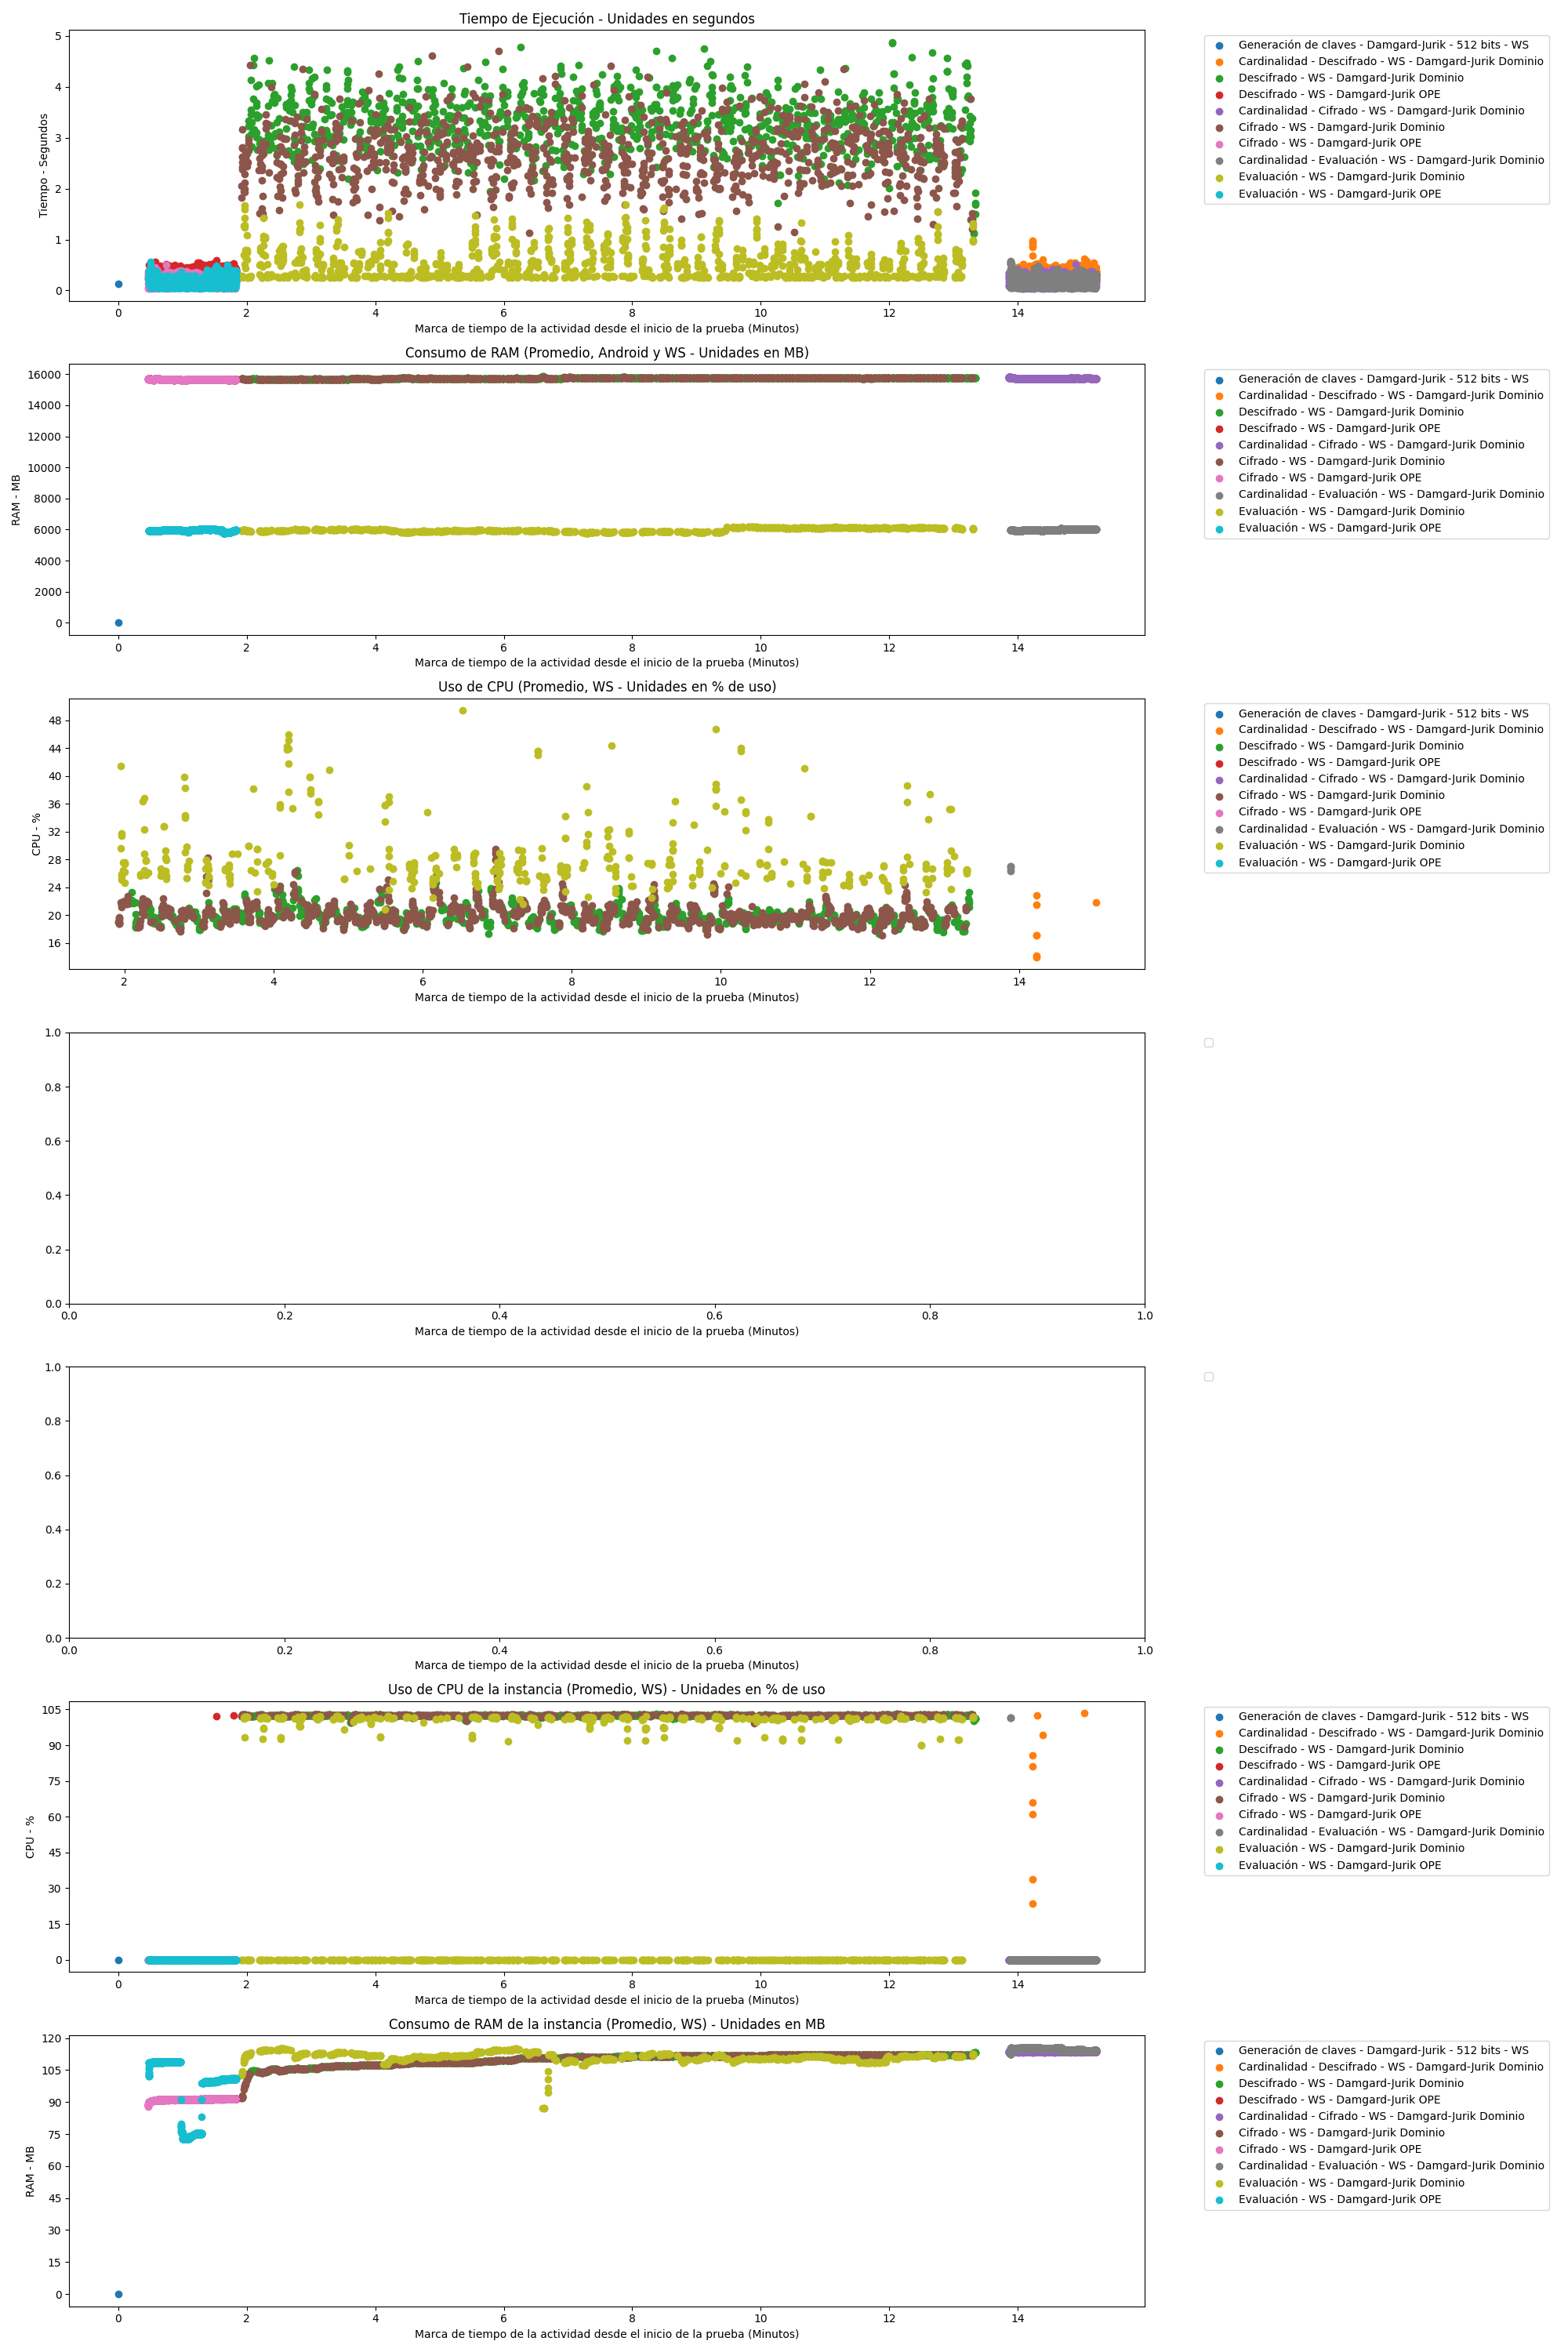 Tiempo de Ejecución - Unidades en segundos
5
4
3
2
1
0
Tiempo - Segundos
0 2 4 6 8 10 12 14
Marca de tiempo de la actividad desde el inicio de la prueba (Minutos)
Generación de claves - Damgard-Jurik - 512 bits - WS
Cardinalidad - Descifrado - WS - Damgard-Jurik Dominio
Descifrado - WS - Damgard-Jurik Dominio
Descifrado - WS - Damgard-Jurik OPE
Cardinalidad - Cifrado - WS - Damgard-Jurik Dominio
Cifrado - WS - Damgard-Jurik Dominio
Cifrado - WS - Damgard-Jurik OPE
Cardinalidad - Evaluación - WS - Damgard-Jurik Dominio
Evaluación - WS - Damgard-Jurik Dominio
Evaluación - WS - Damgard-Jurik OPE
Consumo de RAM (Promedio, Android y WS - Unidades en MB)
16000
14000
12000
10000
8000
6000
4000
2000
0
RAM - MB
0 2 4 6 8 10 12 14
Marca de tiempo de la actividad desde el inicio de la prueba (Minutos)
Generación de claves - Damgard-Jurik - 512 bits - WS
Cardinalidad - Descifrado - WS - Damgard-Jurik Dominio
Descifrado - WS - Damgard-Jurik Dominio
Descifrado - WS - Damgard-Jurik OPE
Cardinalidad - Cifrado - WS - Damgard-Jurik Dominio
Cifrado - WS - Damgard-Jurik Dominio
Cifrado - WS - Damgard-Jurik OPE
Cardinalidad - Evaluación - WS - Damgard-Jurik Dominio
Evaluación - WS - Damgard-Jurik Dominio
Evaluación - WS - Damgard-Jurik OPE
Uso de CPU (Promedio, WS - Unidades en % de uso)
48
44
40
36
32
28
24
20
16
CPU - %
2 4 6 8 10 12 14
Marca de tiempo de la actividad desde el inicio de la prueba (Minutos)
Generación de claves - Damgard-Jurik - 512 bits - WS
Cardinalidad - Descifrado - WS - Damgard-Jurik Dominio
Descifrado - WS - Damgard-Jurik Dominio
Descifrado - WS - Damgard-Jurik OPE
Cardinalidad - Cifrado - WS - Damgard-Jurik Dominio
Cifrado - WS - Damgard-Jurik Dominio
Cifrado - WS - Damgard-Jurik OPE
Cardinalidad - Evaluación - WS - Damgard-Jurik Dominio
Evaluación - WS - Damgard-Jurik Dominio
Evaluación - WS - Damgard-Jurik OPE
1.0
0.8
0.6
0.4
0.2
0.0
0.0 0.2 0.4 0.6 0.8 1.0
Marca de tiempo de la actividad desde el inicio de la prueba (Minutos)
1.0
0.8
0.6
0.4
0.2
0.0
0.0 0.2 0.4 0.6 0.8 1.0
Marca de tiempo de la actividad desde el inicio de la prueba (Minutos)
Uso de CPU de la instancia (Promedio, WS) - Unidades en % de uso
105
90
75
60
45
30
15
0
CPU - %
0 2 4 6 8 10 12 14
Marca de tiempo de la actividad desde el inicio de la prueba (Minutos)
Generación de claves - Damgard-Jurik - 512 bits - WS
Cardinalidad - Descifrado - WS - Damgard-Jurik Dominio
Descifrado - WS - Damgard-Jurik Dominio
Descifrado - WS - Damgard-Jurik OPE
Cardinalidad - Cifrado - WS - Damgard-Jurik Dominio
Cifrado - WS - Damgard-Jurik Dominio
Cifrado - WS - Damgard-Jurik OPE
Cardinalidad - Evaluación - WS - Damgard-Jurik Dominio
Evaluación - WS - Damgard-Jurik Dominio
Evaluación - WS - Damgard-Jurik OPE
Consumo de RAM de la instancia (Promedio, WS) - Unidades en MB
120
105
90
75
60
45
30
15
0
RAM - MB
0 2 4 6 8 10 12 14
Marca de tiempo de la actividad desde el inicio de la prueba (Minutos)
Generación de claves - Damgard-Jurik - 512 bits - WS
Cardinalidad - Descifrado - WS - Damgard-Jurik Dominio
Descifrado - WS - Damgard-Jurik Dominio
Descifrado - WS - Damgard-Jurik OPE
Cardinalidad - Cifrado - WS - Damgard-Jurik Dominio
Cifrado - WS - Damgard-Jurik Dominio
Cifrado - WS - Damgard-Jurik OPE
Cardinalidad - Evaluación - WS - Damgard-Jurik Dominio
Evaluación - WS - Damgard-Jurik Dominio
Evaluación - WS - Damgard-Jurik OPE